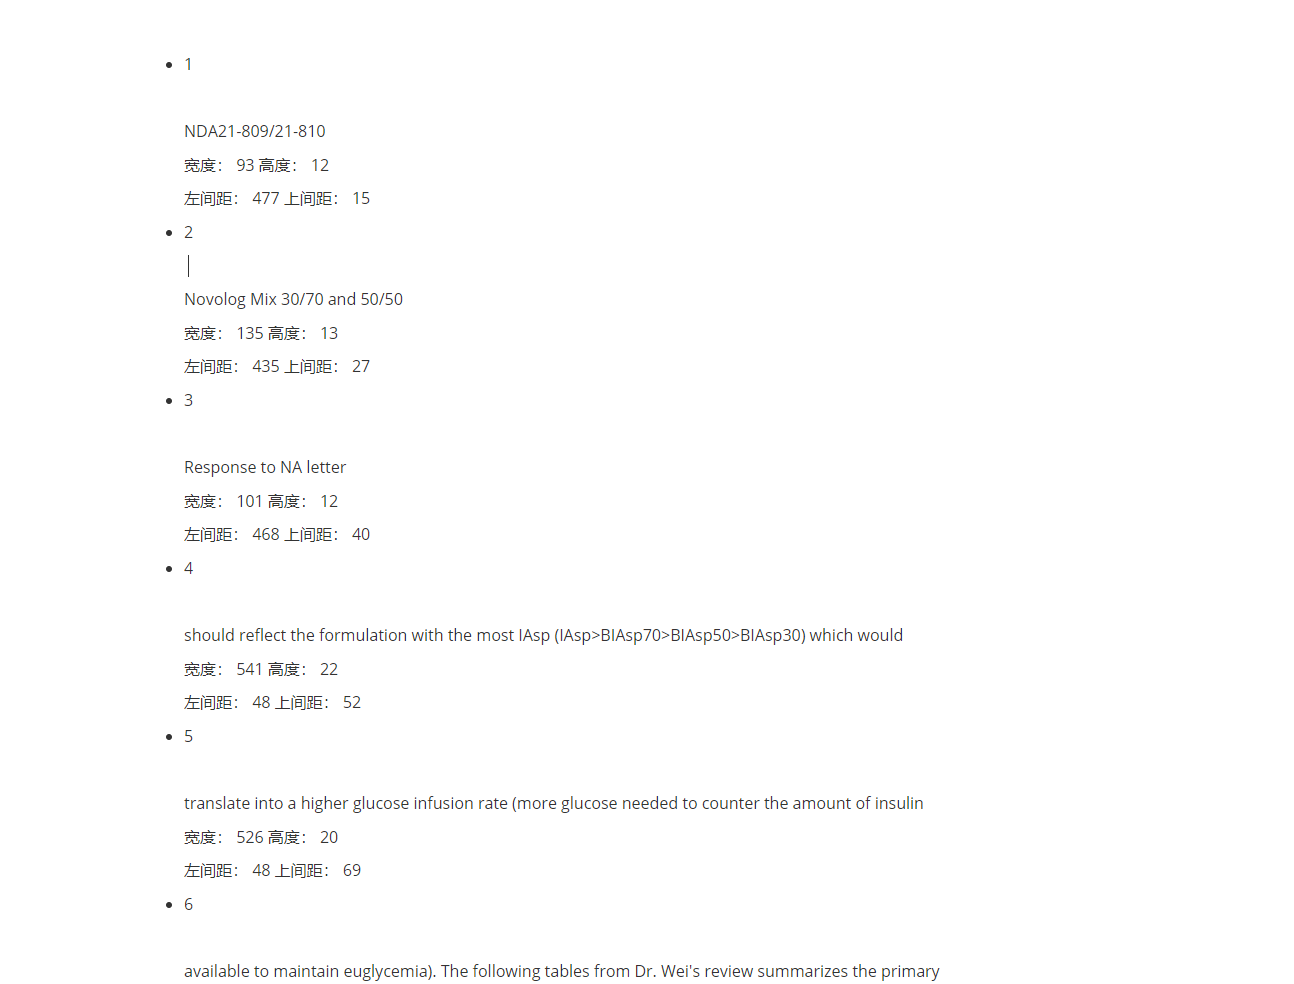 1
NDA21-809/21-810
宽度： 93 高度： 12
左间距： 477 上间距： 15
2
Novolog Mix 30/70 and 50/50
宽度： 135 高度： 13
左间距： 435 上间距： 27
3
Response to NA letter
宽度： 101 高度： 12
左间距： 468 上间距： 40
4
should reflect the formulation with the most IAsp (IAsp>BIAsp70>BIAsp50>BIAsp30) which would
宽度： 541 高度： 22
左间距： 48 上间距： 52
5
translate into a higher glucose infusion rate (more glucose needed to counter the amount of insulin
宽度： 526 高度： 20
左间距： 48 上间距： 69
6
available to maintain euglycemia). The following tables from Dr. Wei's review summarizes the primary